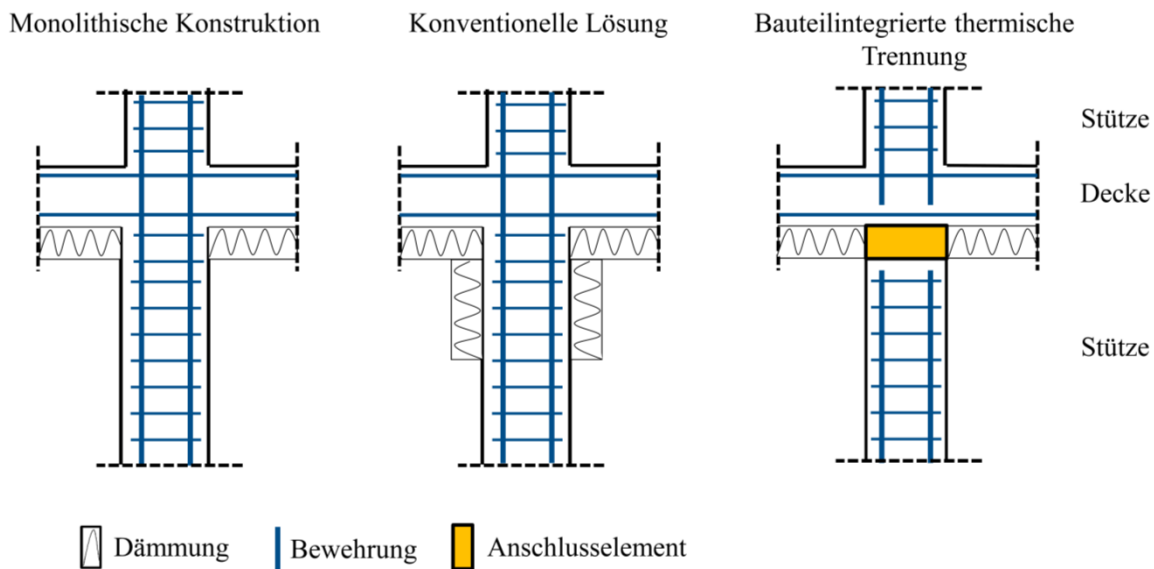 Monolithische Konstruktion
Konventionelle Lösung
Bauteilintegrierte thermische
Trennung
Stütze
Decke
Stütze
Dämmung
Bewehrung
Anschlusselement